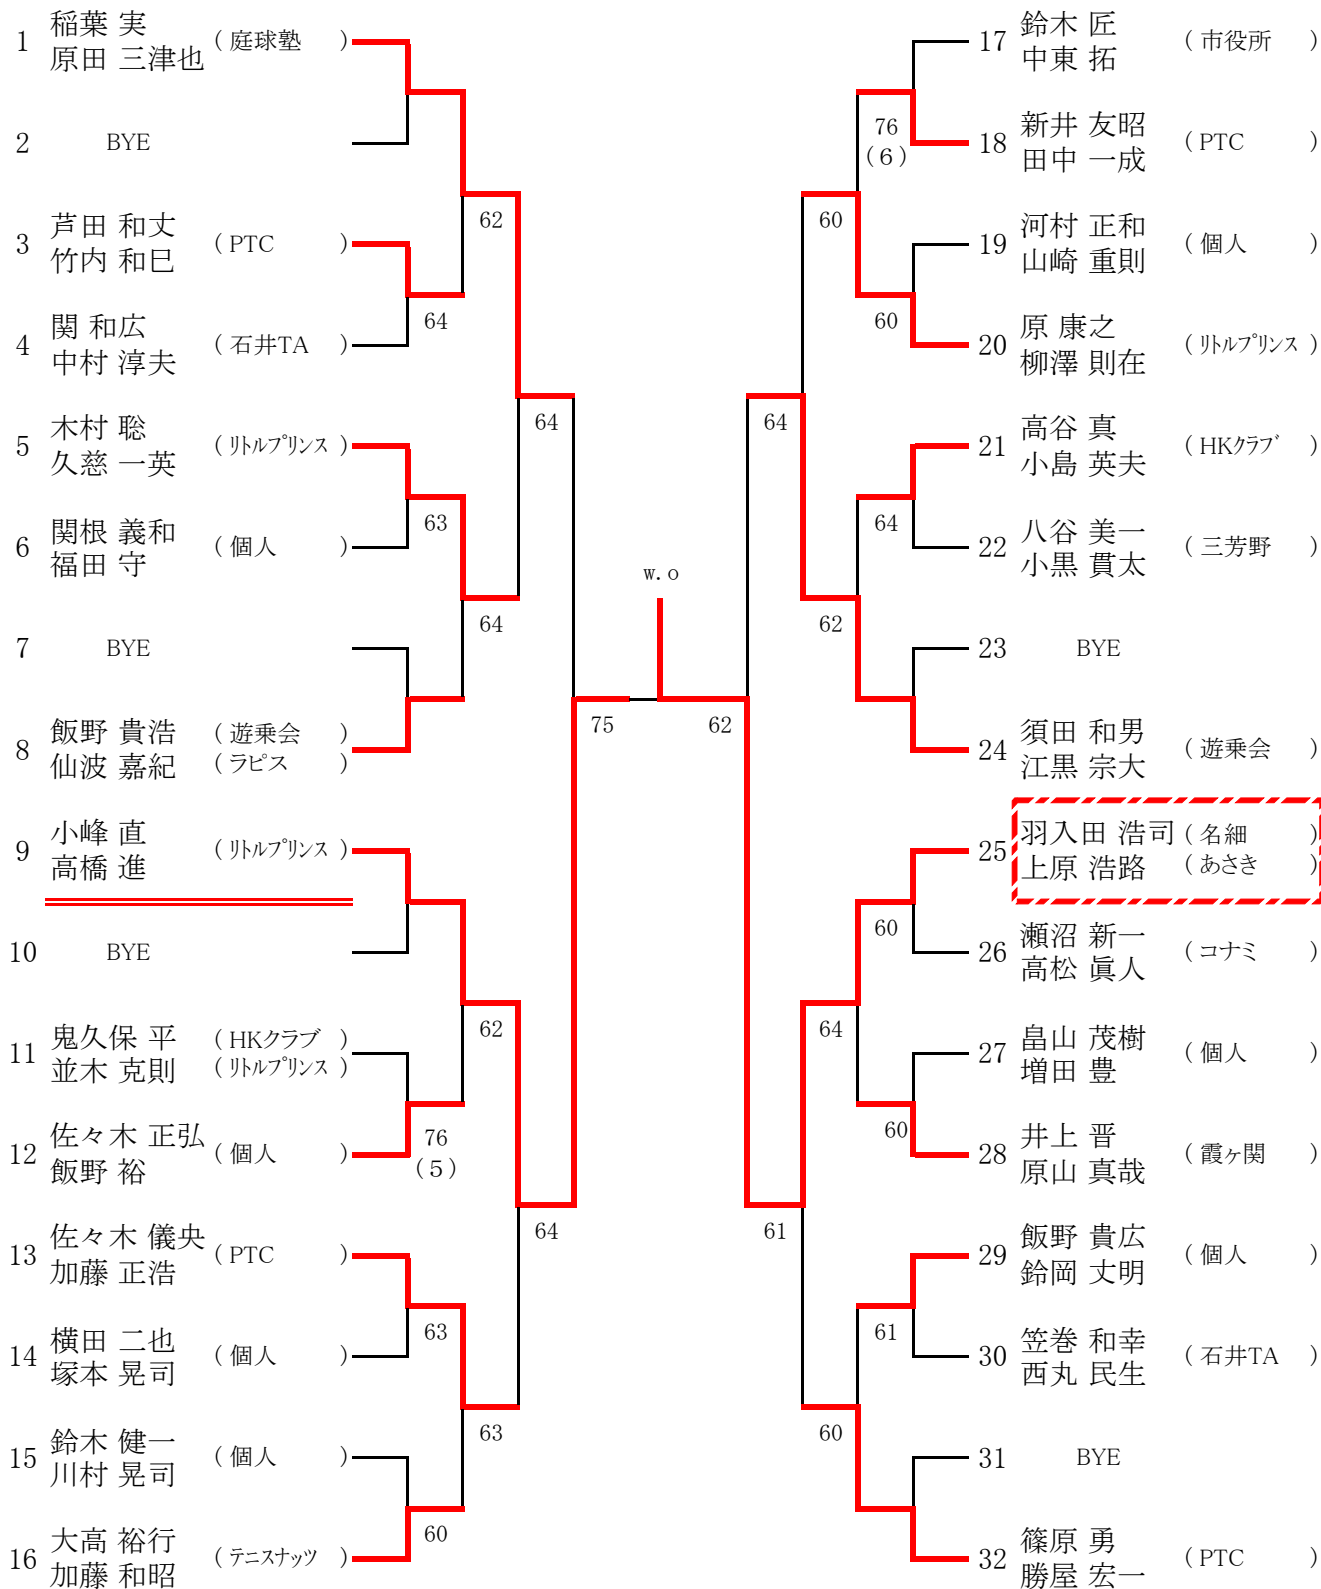 1 稲葉 実 (庭球塾)
原田 三津也
2 BYE
3 芦田 和丈 (PTC)
竹内 和巳
62
4 関 和広 (石井TA)
中村 淳夫
64
5 木村 聡 (リトルプリンス)
久慈 一英
64
6 関根 義和 (個人)
福田 守
63
7 BYE
64
8 飯野 貴浩 (遊乗会)
仙波 嘉紀 (ラピス)
9 小峰 直 (リトルプリンス)
高橋 進
10 BYE
11 鬼久保 平 (HKクラブ)
並木 克則 (リトルプリンス)
62
12 佐々木 正弘 (個人)
飯野 裕
76
(5)
13 佐々木 儀央 (PTC)
加藤 正浩
64
14 横田 二也 (個人)
塚本 晃司
63
15 鈴木 健一 (個人)
川村 晃司
63
16 大高 裕行 (テニスナッツ)
加藤 和昭
60
75
w.o
62
17 鈴木 匠 (市役所)
中東 拓
76
(6)
18 新井 友昭 (PTC)
田中 一成
60
19 河村 正和 (個人)
山崎 重則
60
20 原 康之 (リトルプリンス)
柳澤 則在
64
21 高谷 真 (HKクラブ)
小島 英夫
64
22 八谷 美一 (三芳野)
小黒 貫太
62
23 BYE
24 須田 和男 (遊乗会)
江黒 宗大
25 羽入田 浩司 (名細)
上原 浩路 (あさき)
60
26 瀬沼 新一 (コナミ)
高松 眞人
64
27 畠山 茂樹 (個人)
増田 豊
60
28 井上 晋 (霞ヶ関)
原山 真哉
61
29 飯野 貴広 (個人)
鈴岡 丈明
61
30 笠巻 和幸 (石井TA)
西丸 民生
60
31 BYE
32 篠原 勇 (PTC)
勝屋 宏一